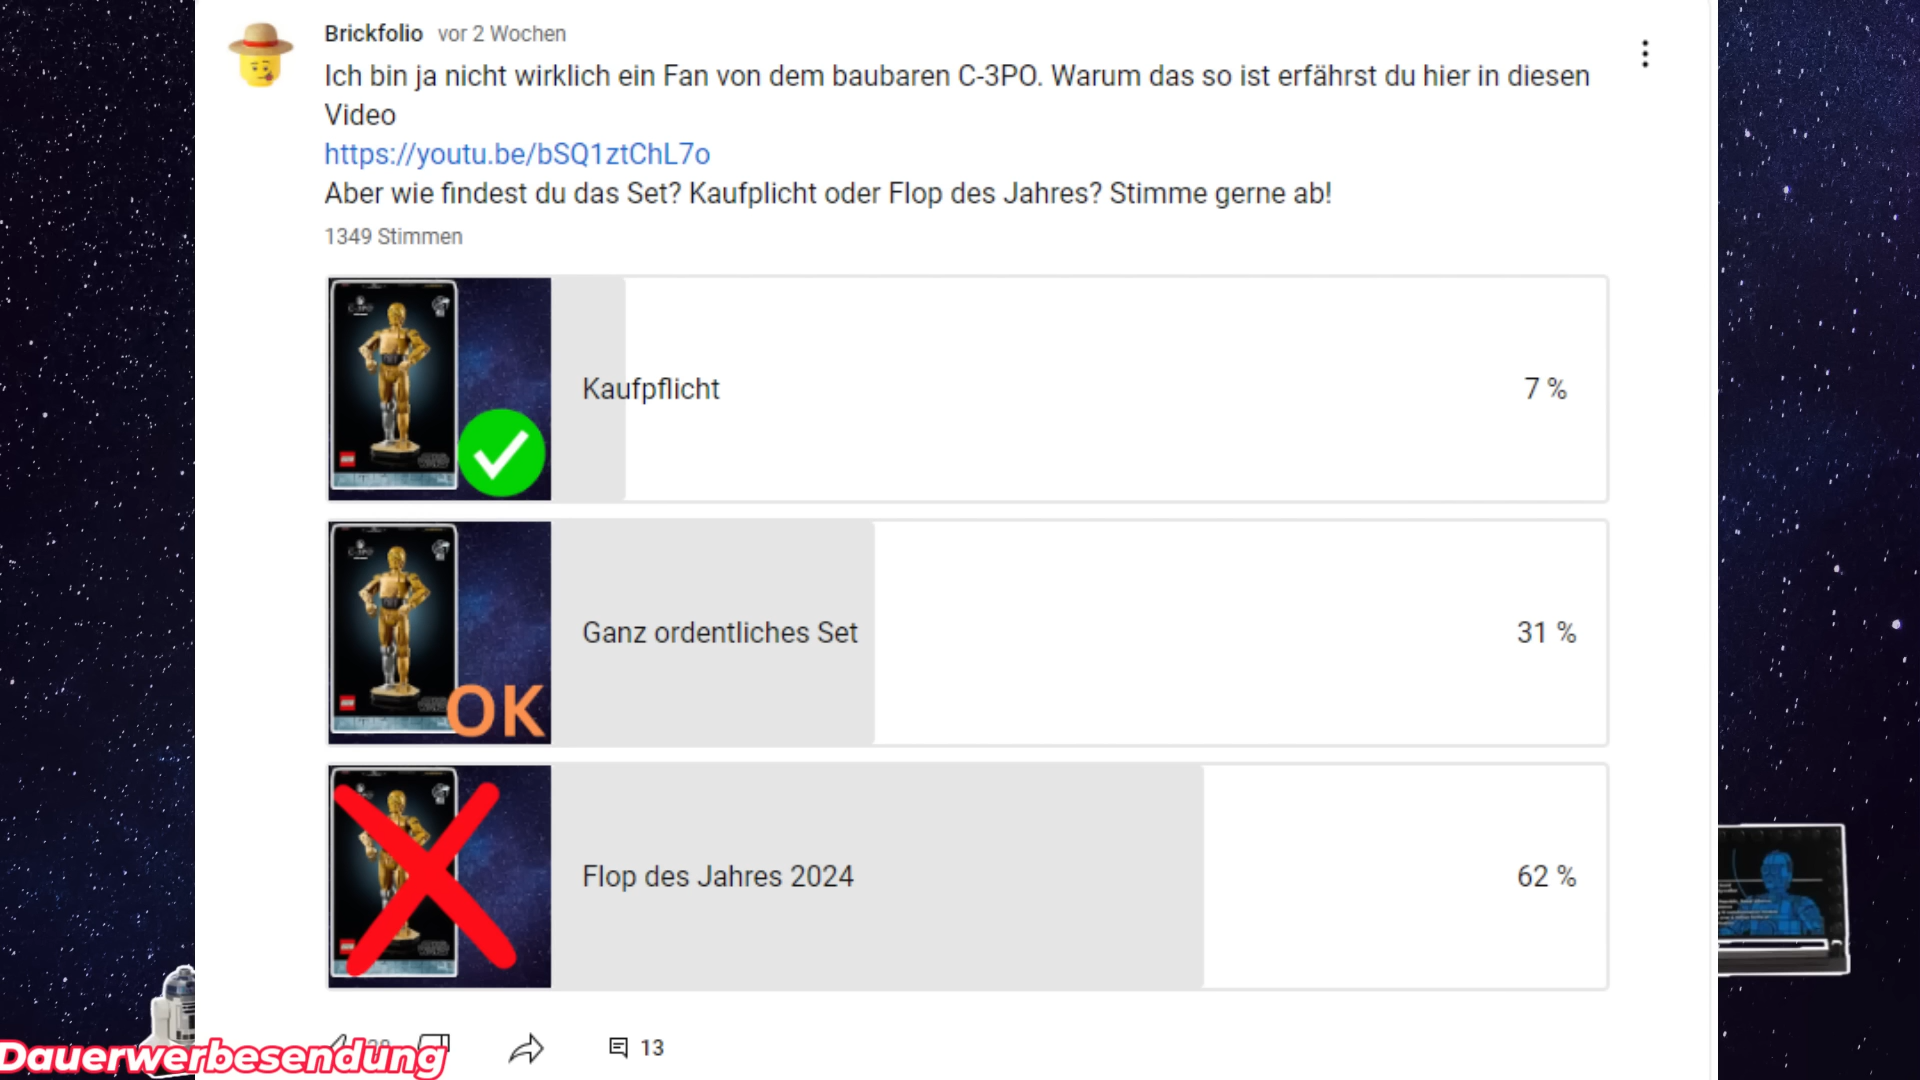 Brickfolio vor 2 Wochen
Ich bin ja nicht wirklich ein Fan von dem baubaren C-3PO. Warum das so ist erfährst du hier in diesen
Video
https://youtu.be/bSQ1ztChL7o
Aber wie findest du das Set? Kaufplicht oder Flop des Jahres? Stimme gerne ab!
1349 Stimmen
Kaufpflicht
7 %
Ganz ordentliches Set
31 %
OK
Flop des Jahres 2024
62 %
13
Dauerwerbesendung